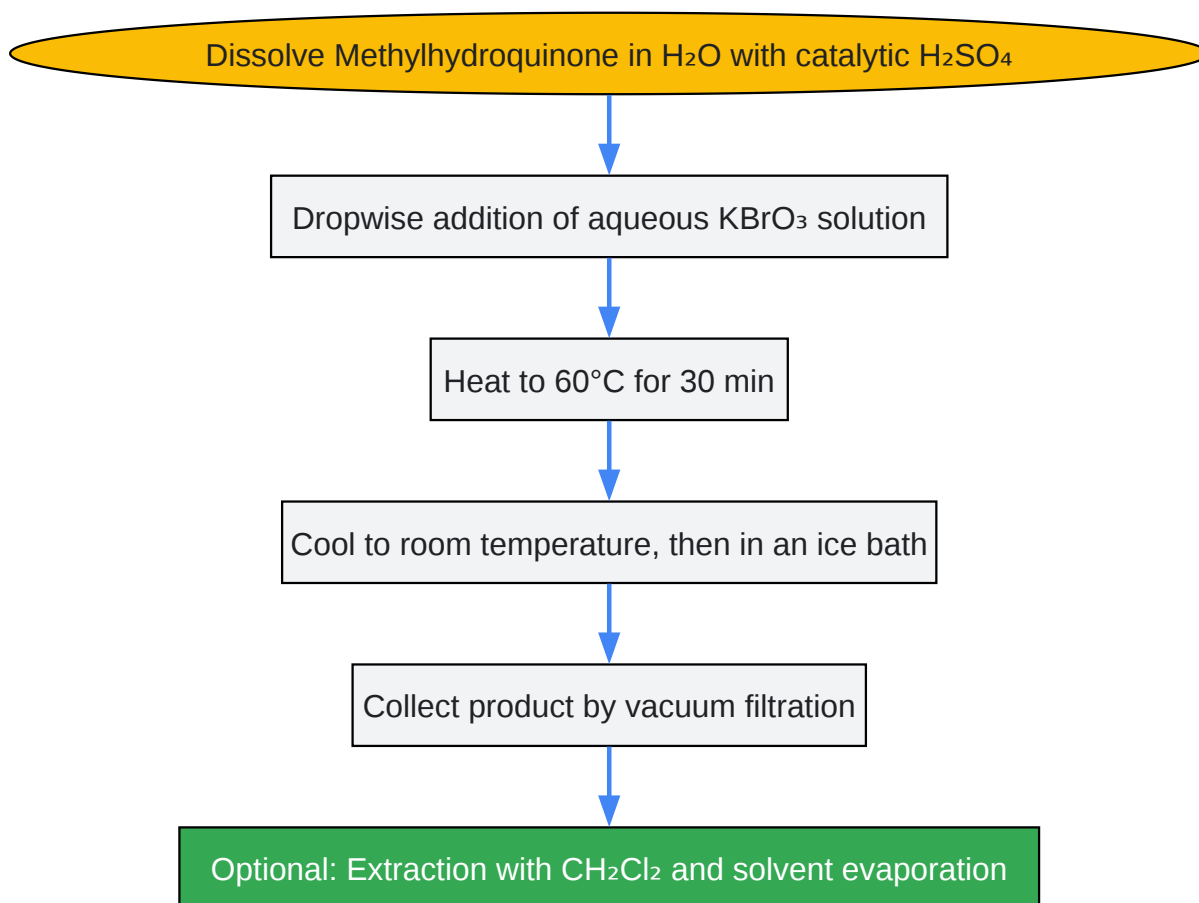 Dissolve Methylhydroquinone in H₂O with catalytic H₂SO₄
Dropwise addition of aqueous KBrO₃ solution
Heat to 60°C for 30 min
Cool to room temperature, then in an ice bath
Collect product by vacuum filtration
Optional: Extraction with CH₂Cl₂ and solvent evaporation